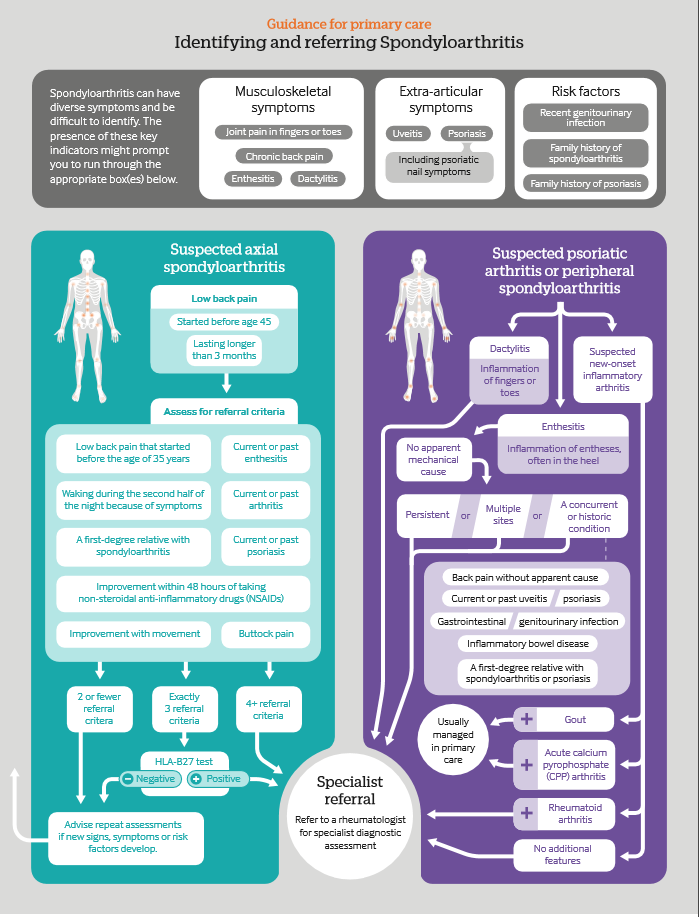 Guidance for primary care
Identifying and referring Spondyloarthritis
Spondyloarthritis can have
diverse symptoms and be
difficult to identify. The
presence of these key
indicators might prompt
you to run through the
appropriate box(es) below.
Musculoskeletal
symptoms
Joint pain in fingers or toes
Chronic back pain
Enthesitis
Dactylitis
Extra-articular
symptoms
Uveitis
Psoriasis
Including psoriatic
nail symptoms
Risk factors
Recent genitourinary
infection
Family history of
spondyloarthritis
Family history of psoriasis
Suspected axial
spondyloarthritis
Low back pain
Started before age 45
Lasting longer
than 3 months
Assess for referral criteria
Low back pain that started
before the age of 35 years
Current or past
enthesitis
Waking during the second half of
the night because of symptoms
Current or past
arthritis
A first-degree relative with
spondyloarthritis
Current or past
psoriasis
Improvement within 48 hours of taking
non-steroidal anti-inflammatory drugs (NSAIDs)
Improvement with movement
Buttock pain
2 or fewer
referral
critera
Exactly
3 referral
criteria
4+ referral
criteria
HLA-B27 test
− Negative
+ Positive
Advise repeat assessments
if new signs, symptoms or risk
factors develop.
Suspected psoriatic
arthritis or peripheral
spondyloarthritis
Dactylitis
Inflammation
of fingers or
toes
Suspected
new-onset
inflammatory
arthritis
Enthesitis
Inflammation of entheses,
often in the heel
No apparent
mechanical
cause
Persistent
or
Multiple
sites
or
A concurrent
or historic
condition
Back pain without apparent cause
Current or past uveitis / psoriasis
Gastrointestinal / genitourinary infection
Inflammatory bowel disease
A first-degree relative with
spondyloarthritis or psoriasis
Usually
managed
in primary
care
+ Gout
+ Acute calcium
pyrophosphate
(CPP) arthritis
+ Rheumatoid
arthritis
No additional
features
Specialist
referral
Refer to a rheumatologist
for specialist diagnostic
assessment